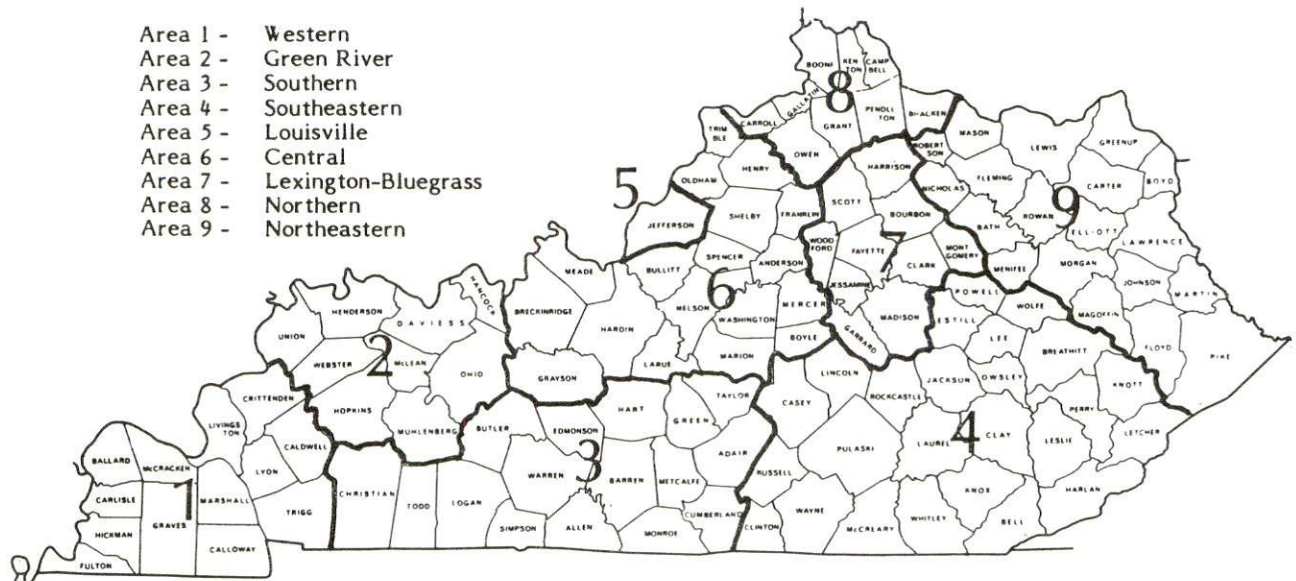 Area 1 - Western
Area 2 - Green River
Area 3 - Southern
Area 4 - Southeastern
Area 5 - Louisville
Area 6 - Central
Area 7 - Lexington-Bluegrass
Area 8 - Northern
Area 9 - Northeastern
BOONE
KEN TON
CAMP BELL
8
GALLATIN
GRANT
PENDLE TON
BRACKEN
CARROLL
OWEN
TRIM BLE
MASON
LEWIS
GREENUP
ROBERT SON
HARRISON
HENRY
FLEMING
CARTER
BOYD
OLDHAM
5
NICHOLAS
9
SCOTT
BOURBON
ROWAN
BATH
ELLIOTT
LAWRENCE
JEFFERSON
SHELBY
FRANKLIN
WOOD FORD
FAYETTE
7
MONT GOMERY
CLARK
MENIFEE
MORGAN
SPENCER
ANDERSON
BULLITT
MEADE
HANCOCK
JESSAMINE
POWELL
WOLFE
JOHNSON
MARTIN
MAGOFFIN
HENDERSON
DAVIESS
BRECKINRIDGE
HARDIN
NELSON
6
WASHINGTON
MERCER
MADISON
ESTILL
LEE
BREATHITT
FLOYD
PIKE
UNION
WEBSTER
2
McLEAN
OHIO
GRAYSON
LARUE
MARION
BOYLE
GARRARD
LINCOLN
JACKSON
OWSLEY
KNOTT
CRITTENDEN
HOPKINS
MUHLENBERG
BUTLER
EDMONSON
HART
GREEN
TAYLOR
CASEY
ROCKCASTLE
PERRY
LETCHER
LIVINGS TON
CALDWELL
LYON
BALLARD
McCRACKEN
1
CARLISLE
MARSHALL
GRAVES
TRIGG
CHRISTIAN
TODD
LOGAN
WARREN
3
BARREN
METCALFE
ADAIR
RUSSELL
PULASKI
LAUREL
4
CLAY
LESLIE
HARLAN
HICKMAN
CALLOWAY
FULTON
SIMPSON
ALLEN
MONROE
CUMBERLAND
CLINTON
WAYNE
McCREARY
WHITLEY
KNOX
BELL